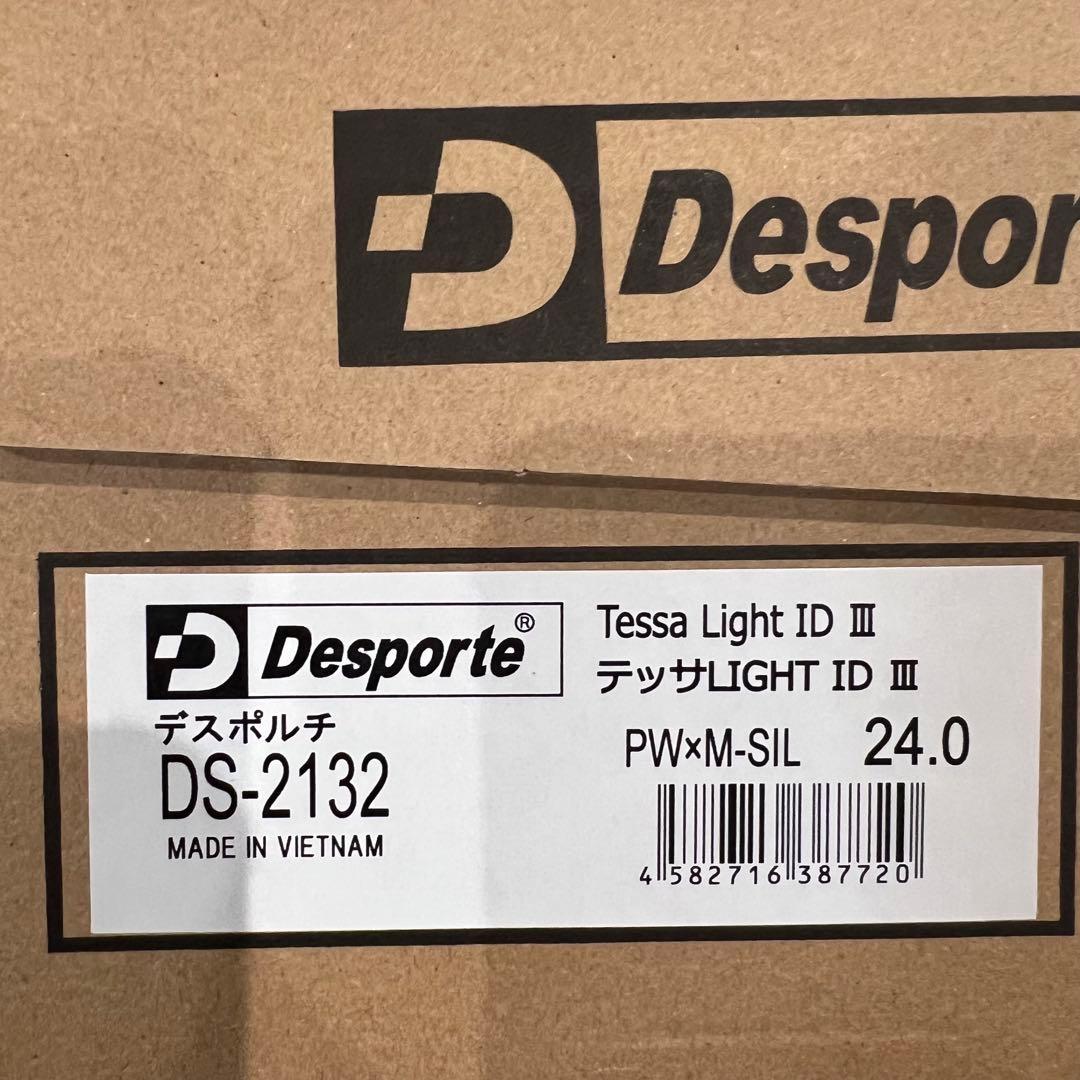 Despor
Desporte®
デスポルチ
DS-2132
MADE IN VIETNAM
Tessa Light ID Ⅲ
テッサLIGHT ID Ⅲ
PW×M-SIL 24.0
4 582716 387720